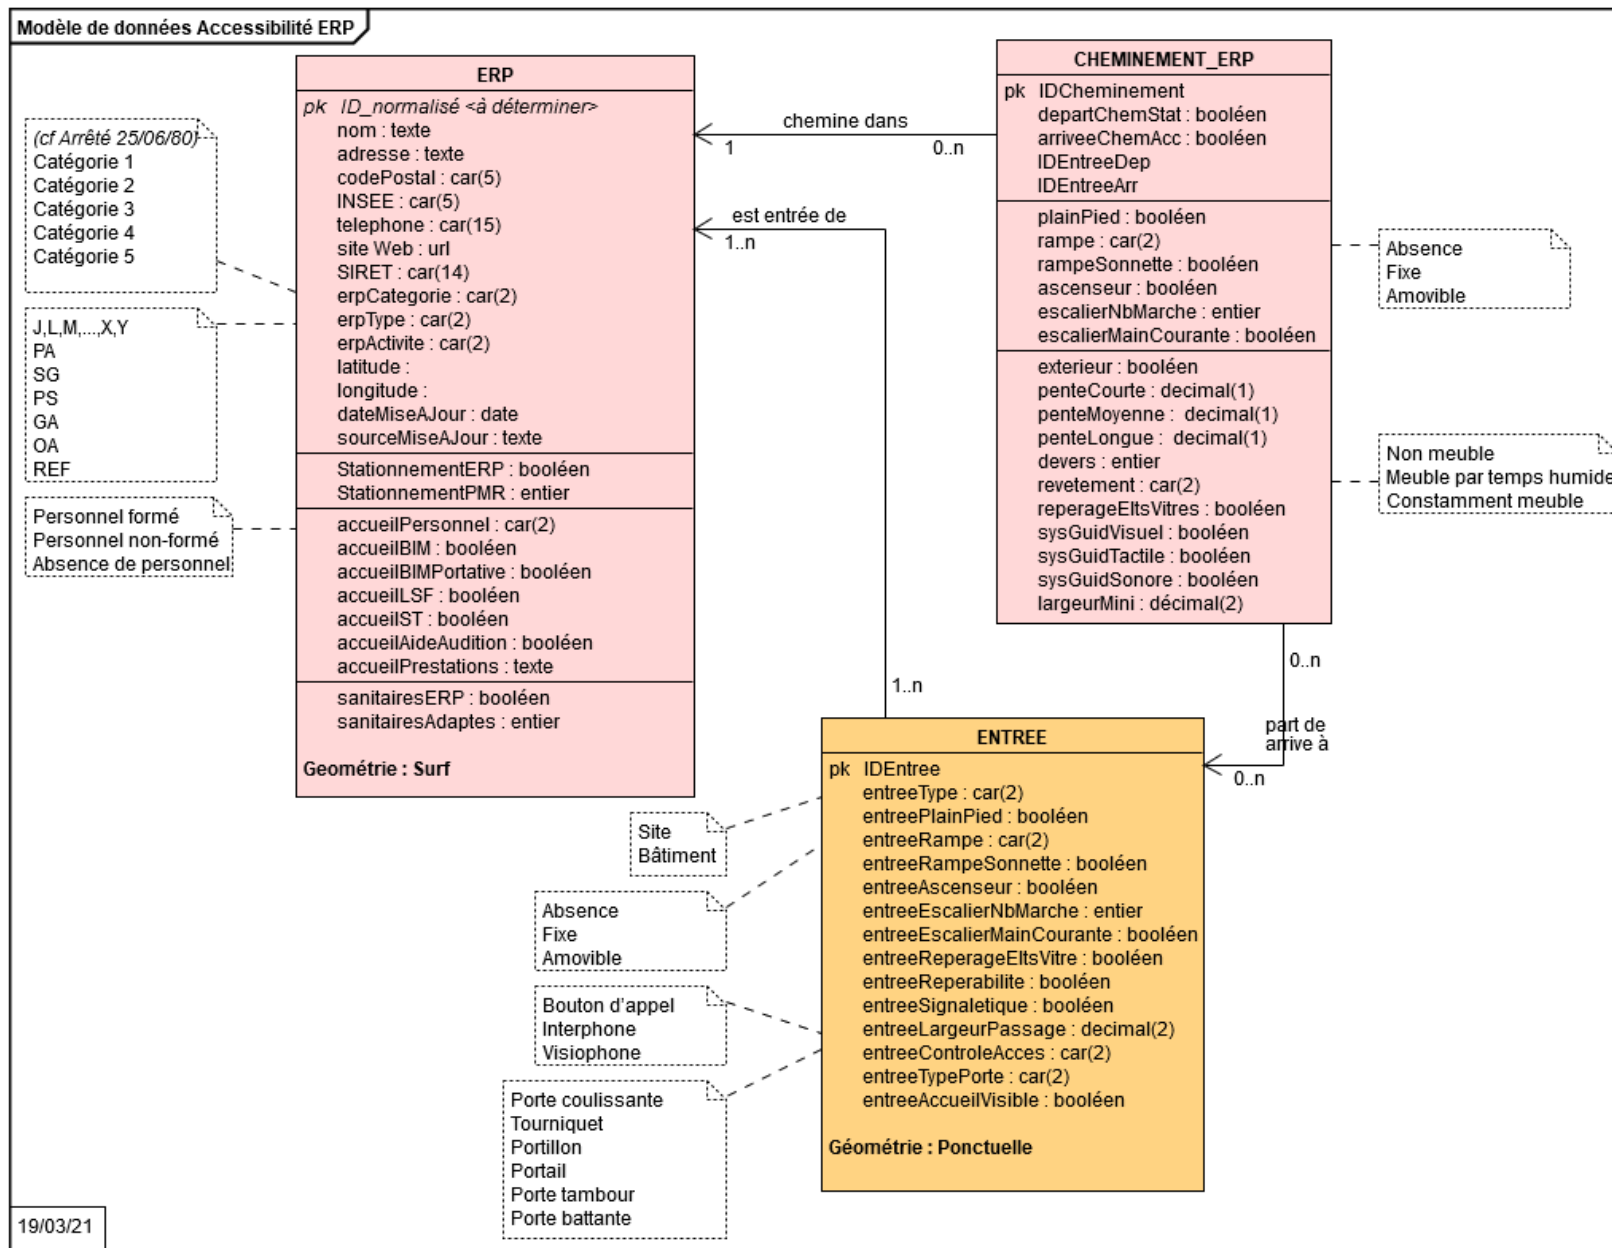 Modèle de données Accessibilité ERP
ERP
pk ID_normalisé <à déterminer>
nom : texte
adresse : texte
codePostal : car(5)
INSEE : car(5)
telephone : car(15)
site Web : url
SIRET : car(14)
erpCategorie : car(2)
erpType : car(2)
erpActivite : car(2)
latitude :
longitude :
dateMiseAJour : date
sourceMiseAJour : texte
StationnementERP : booléen
StationnementPMR : entier
accueilPersonnel : car(2)
accueilBIM : booléen
accueilBIMPortative : booléen
accueilLSF : booléen
accueilST : booléen
accueilAideAudition : booléen
accueilPrestations : texte
sanitairesERP : booléen
sanitairesAdaptes : entier
Geométrie : Surf
(cf Arrêté 25/06/80)
Catégorie 1
Catégorie 2
Catégorie 3
Catégorie 4
Catégorie 5
J,L,M,...,X,Y
PA
SG
PS
GA
OA
REF
Personnel formé
Personnel non-formé
Absence de personnel
chemine dans
1
0..n
est entrée de
1..n
1..n
CHEMINEMENT_ERP
pk IDCheminement
departChemStat : booléen
arriveeChemAcc : booléen
IDEntreeDep
IDEntreeArr
plainPied : booléen
rampe : car(2)
rampeSonnette : booléen
ascenseur : booléen
escalierNbMarche : entier
escalierMainCourante : booléen
exterieur : booléen
penteCourte : decimal(1)
penteMoyenne : decimal(1)
penteLongue : decimal(1)
devers : entier
revetement : car(2)
reperageEltsVitres : booléen
sysGuidVisuel : booléen
sysGuidTactile : booléen
sysGuidSonore : booléen
largeurMini : décimal(2)
Absence
Fixe
Amovible
Non meuble
Meuble par temps humide
Constamment meuble
0..n
part de
arrive à
0..n
ENTREE
pk IDEntree
entreeType : car(2)
entreePlainPied : booléen
entreeRampe : car(2)
entreeRampeSonnette : booléen
entreeAscenseur : booléen
entreeEscalierNbMarche : entier
entreeEscalierMainCourante : booléen
entreeReperageEltsVitre : booléen
entreeReperabilite : booléen
entreeSignaletique : booléen
entreeLargeurPassage : decimal(2)
entreeControleAcces : car(2)
entreeTypePorte : car(2)
entreeAccueilVisible : booléen
Géométrie : Ponctuelle
Site
Bâtiment
Absence
Fixe
Amovible
Bouton d'appel
Interphone
Visiophone
Porte coulissante
Tourniquet
Portillon
Portail
Porte tambour
Porte battante
19/03/21